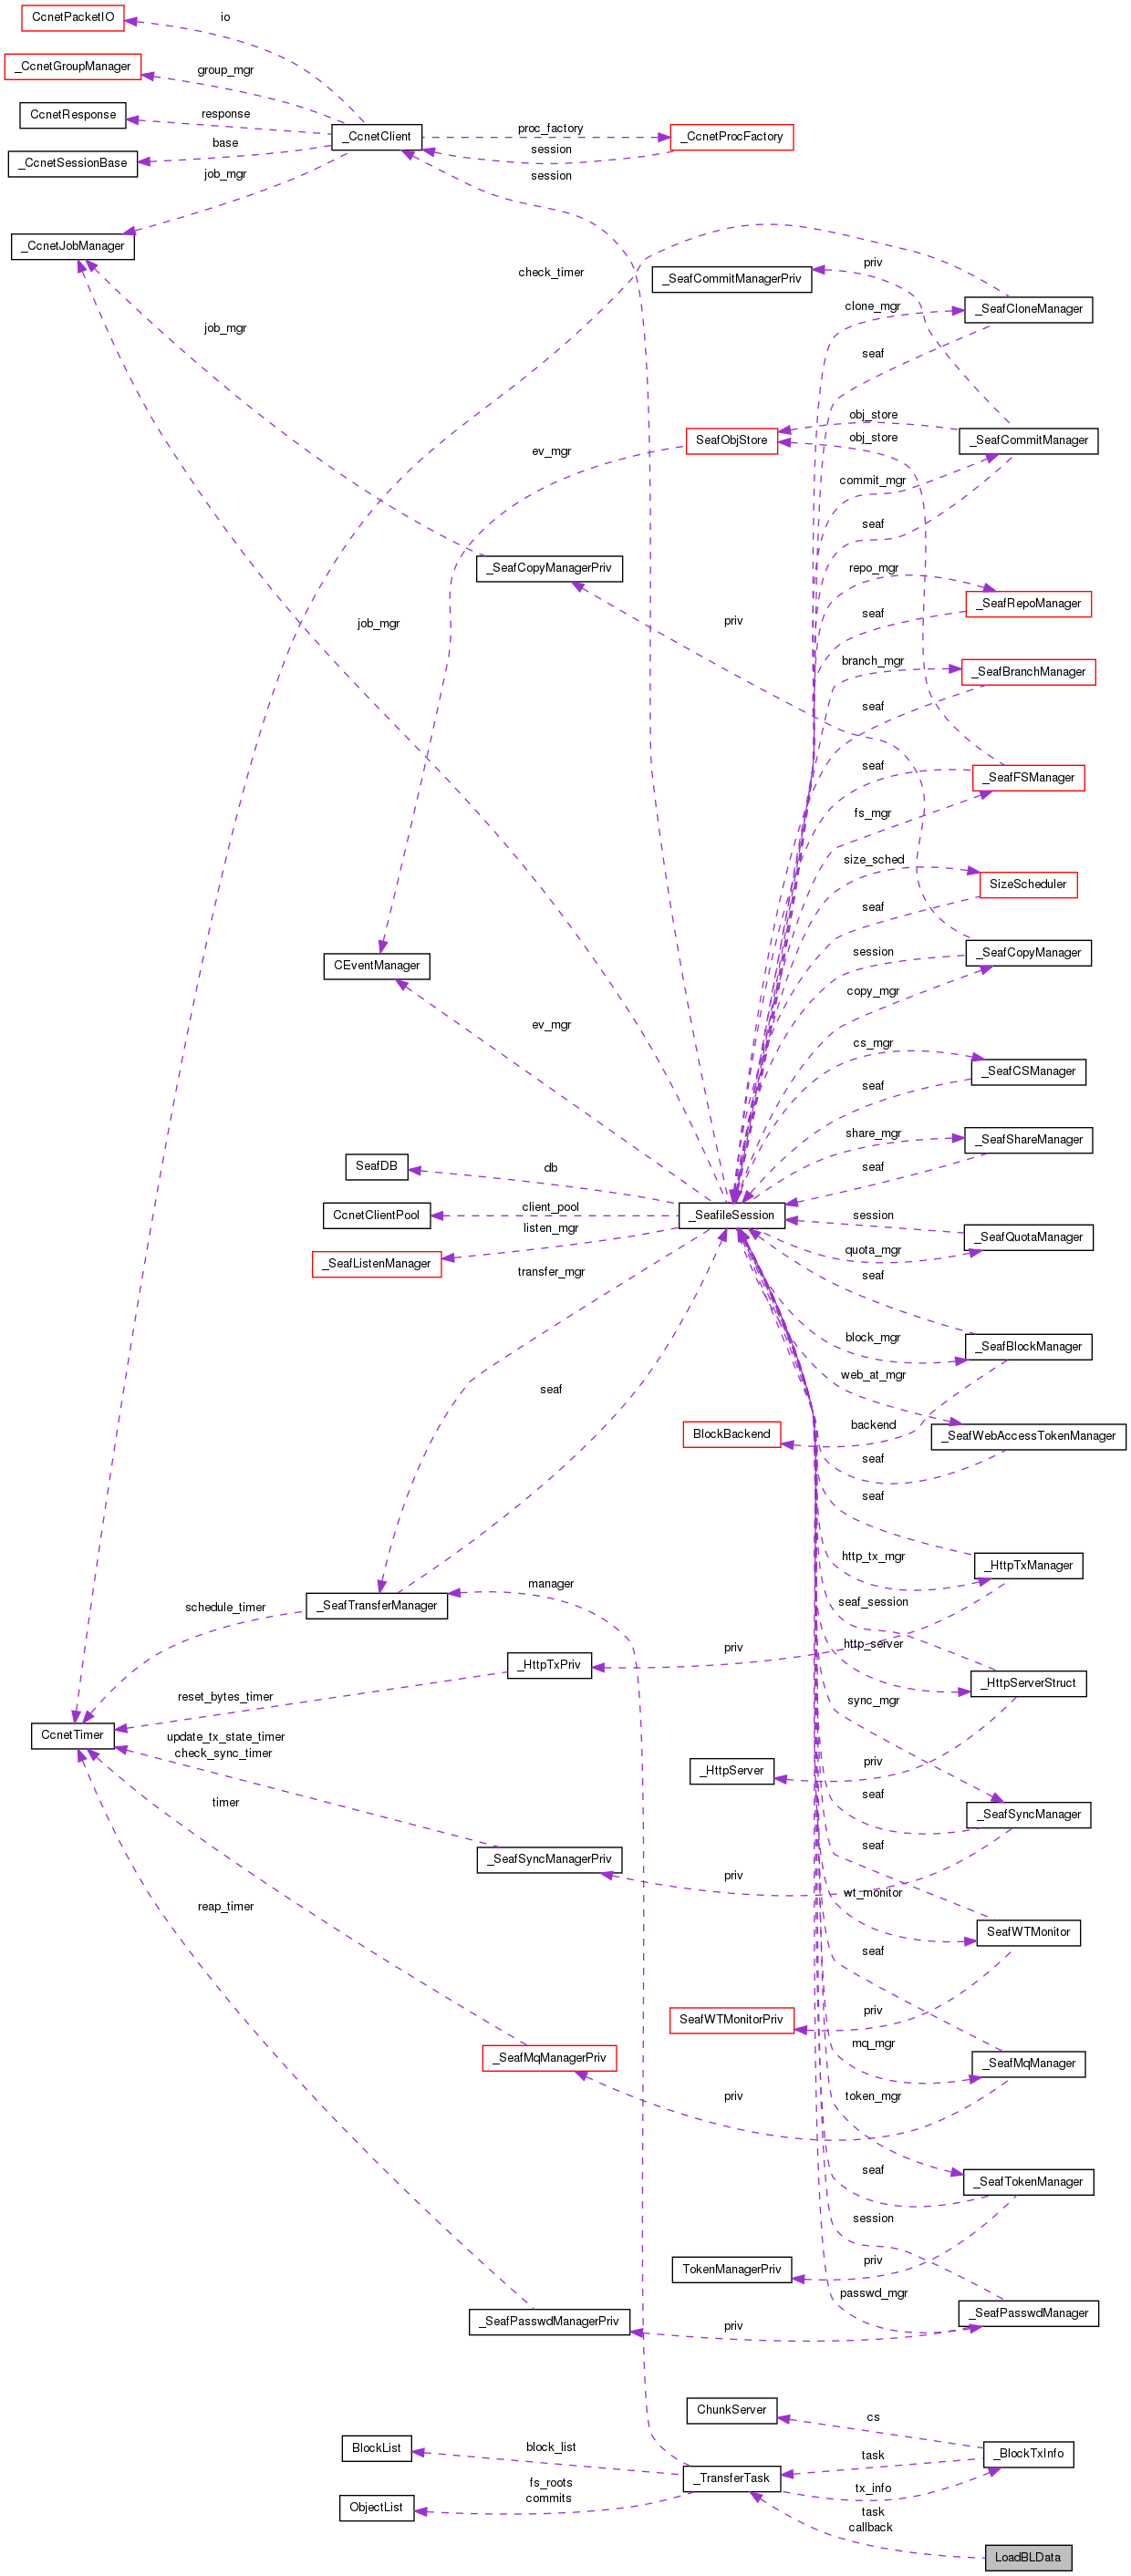 CcnetPacketIO
io
_CcnetGroupManager
group_mgr
CcnetResponse
response
_CcnetClient
proc_factory
_CcnetProcFactory
base
session
_CcnetSessionBase
job_mgr
session
_CcnetJobManager
check_timer
priv
_SeafCommitManagerPriv
clone_mgr
_SeafCloneManager
job_mgr
seaf
obj_store
SeafObjStore
obj_store
_SeafCommitManager
ev_mgr
commit_mgr
seaf
_SeafCopyManagerPriv
repo_mgr
_SeafRepoManager
job_mgr
priv
seaf
branch_mgr
_SeafBranchManager
seaf
seaf
_SeafFSManager
fs_mgr
size_sched
SizeScheduler
seaf
session
_SeafCopyManager
CEventManager
copy_mgr
ev_mgr
cs_mgr
_SeafCSManager
seaf
share_mgr
_SeafShareManager
SeafDB
db
seaf
CcnetClientPool
client_pool
_SeafileSession
session
listen_mgr
_SeafQuotaManager
_SeafListenManager
quota_mgr
transfer_mgr
seaf
block_mgr
_SeafBlockManager
web_at_mgr
seaf
backend
BlockBackend
_SeafWebAccessTokenManager
seaf
seaf
http_tx_mgr
_HttpTxManager
manager
_SeafTransferManager
schedule_timer
seaf_session
http_server
priv
_HttpTxPriv
_HttpServerStruct
reset_bytes_timer
sync_mgr
CcnetTimer
update_tx_state_timer
check_sync_timer
_HttpServer
priv
timer
seaf
_SeafSyncManager
seaf
_SeafSyncManagerPriv
priv
wt_monitor
reap_timer
SeafWTMonitor
seaf
SeafWTMonitorPriv
priv
mq_mgr
_SeafMqManagerPriv
_SeafMqManager
priv
token_mgr
seaf
_SeafTokenManager
session
TokenManagerPriv
priv
passwd_mgr
_SeafPasswdManagerPriv
priv
_SeafPasswdManager
ChunkServer
cs
BlockList
block_list
task
_BlockTxInfo
_TransferTask
fs_roots
commits
tx_info
ObjectList
task
callback
LoadBLData